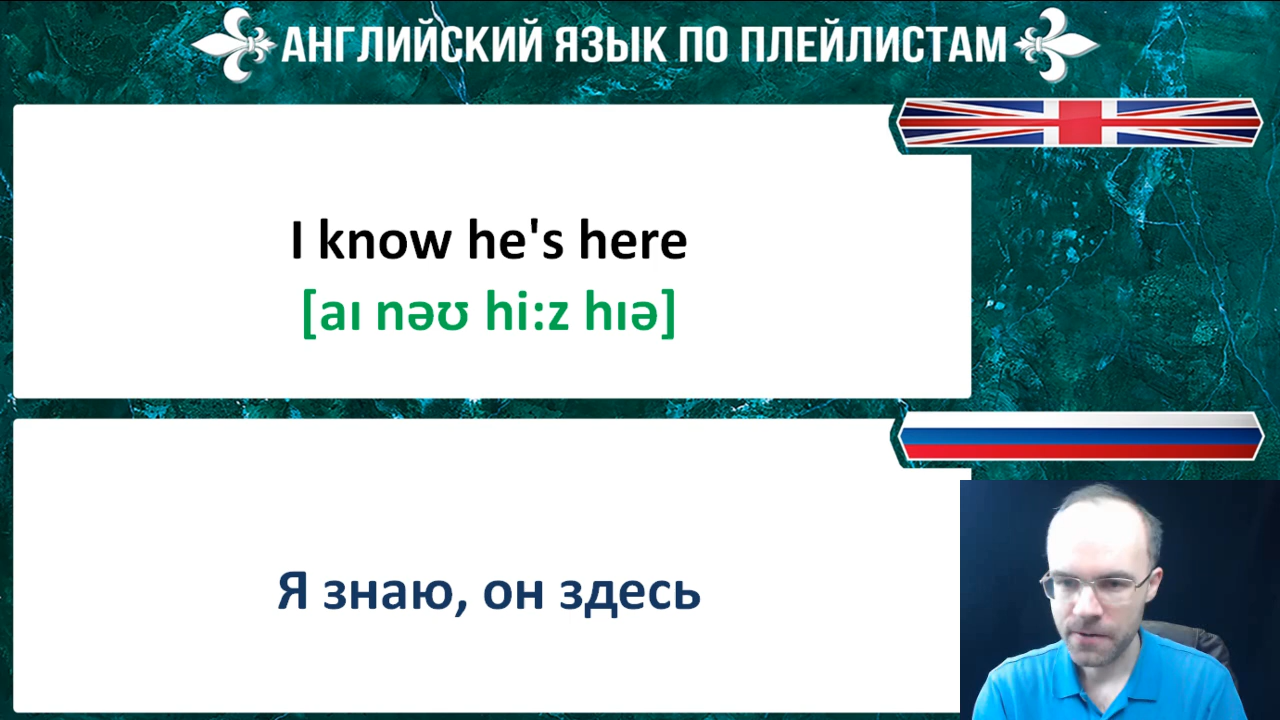 АНГЛИЙСКИЙ ЯЗЫК ПО ПЛЕЙЛИСТАМ
I know he's here
[aɪ nəʊ hi:z hɪə]
Я знаю, он здесь